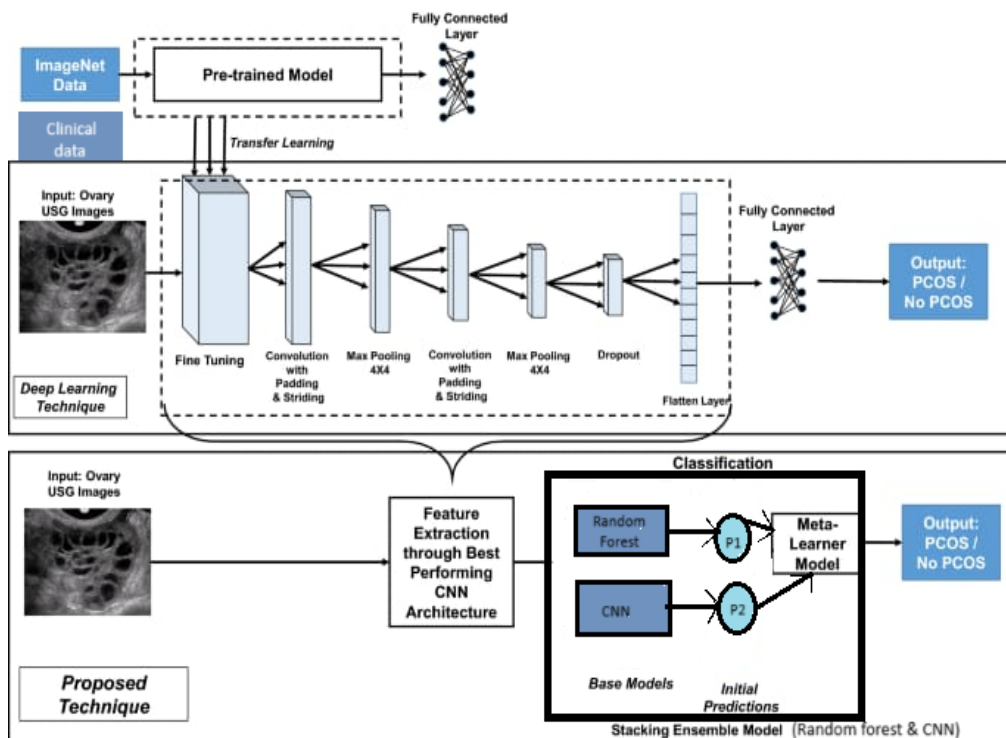 Fully Connected
Layer
ImageNet
Data
Pre-trained Model
Clinical
data
Transfer Learning
Input: Ovary
USG Images
Fully Connected
Layer
Output:
PCOS /
No PCOS
Fine Tuning
Convolution
with
Padding
& Striding
Max Pooling
4X4
Convolution
with
Padding
& Striding
Max Pooling
4X4
Dropout
Flatten Layer
Deep Learning
Technique
Input: Ovary
USG Images
Feature
Extraction
through Best
Performing
CNN
Architecture
Classification
Random
Forest
P1
Meta-
Learner
Model
CNN
P2
Base Models
Initial
Predictions
Output:
PCOS /
No PCOS
Proposed
Technique
Stacking Ensemble Model (Random forest & CNN)